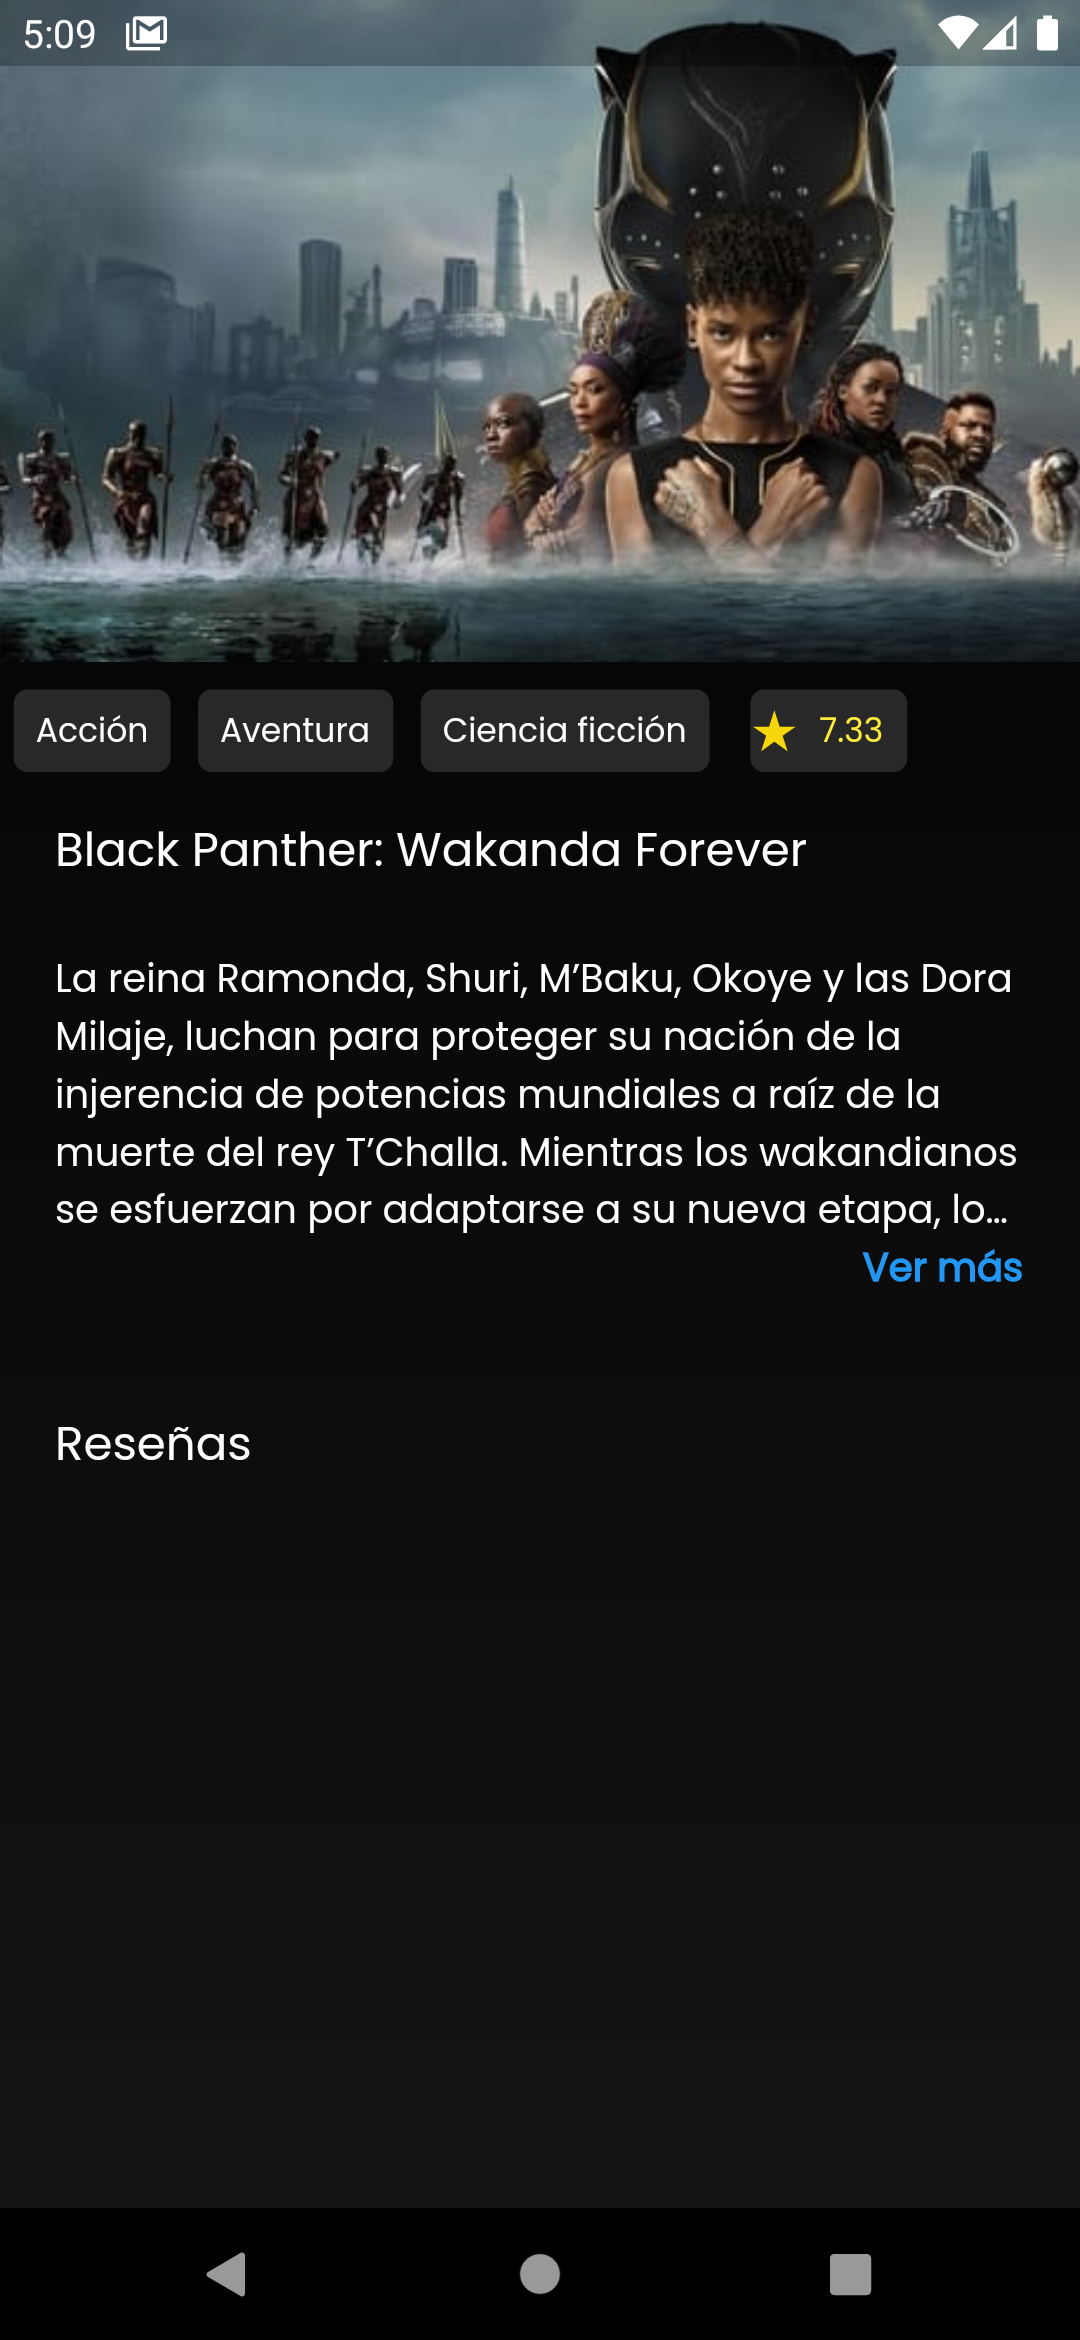 5:09
Acción
Aventura
Ciencia ficción
7.33
Black Panther: Wakanda Forever
La reina Ramonda, Shuri, M’Baku, Okoye y las Dora
Milaje, luchan para proteger su nación de la
injerencia de potencias mundiales a raíz de la
muerte del rey T’Challa. Mientras los wakandianos
se esfuerzan por adaptarse a su nueva etapa, lo…
Ver más
Reseñas